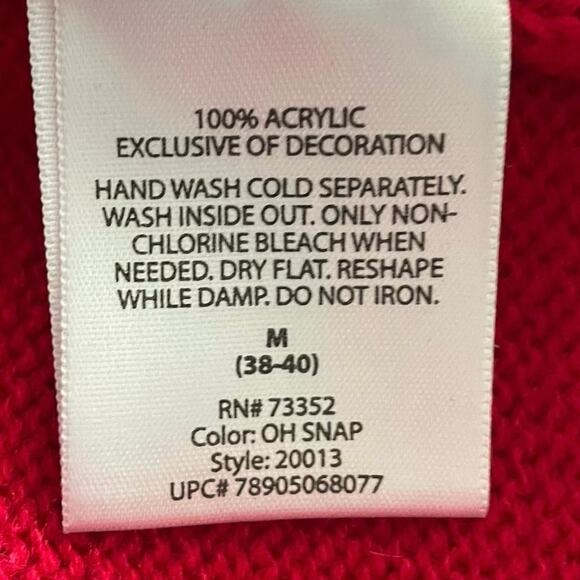 100% ACRYLIC
EXCLUSIVE OF DECORATION
HAND WASH COLD SEPARATELY.
WASH INSIDE OUT. ONLY NON-
CHLORINE BLEACH WHEN
NEEDED. DRY FLAT. RESHAPE
WHILE DAMP. DO NOT IRON.
M
(38-40)
RN# 73352
Color: OH SNAP
Style: 20013
UPC# 78905068077